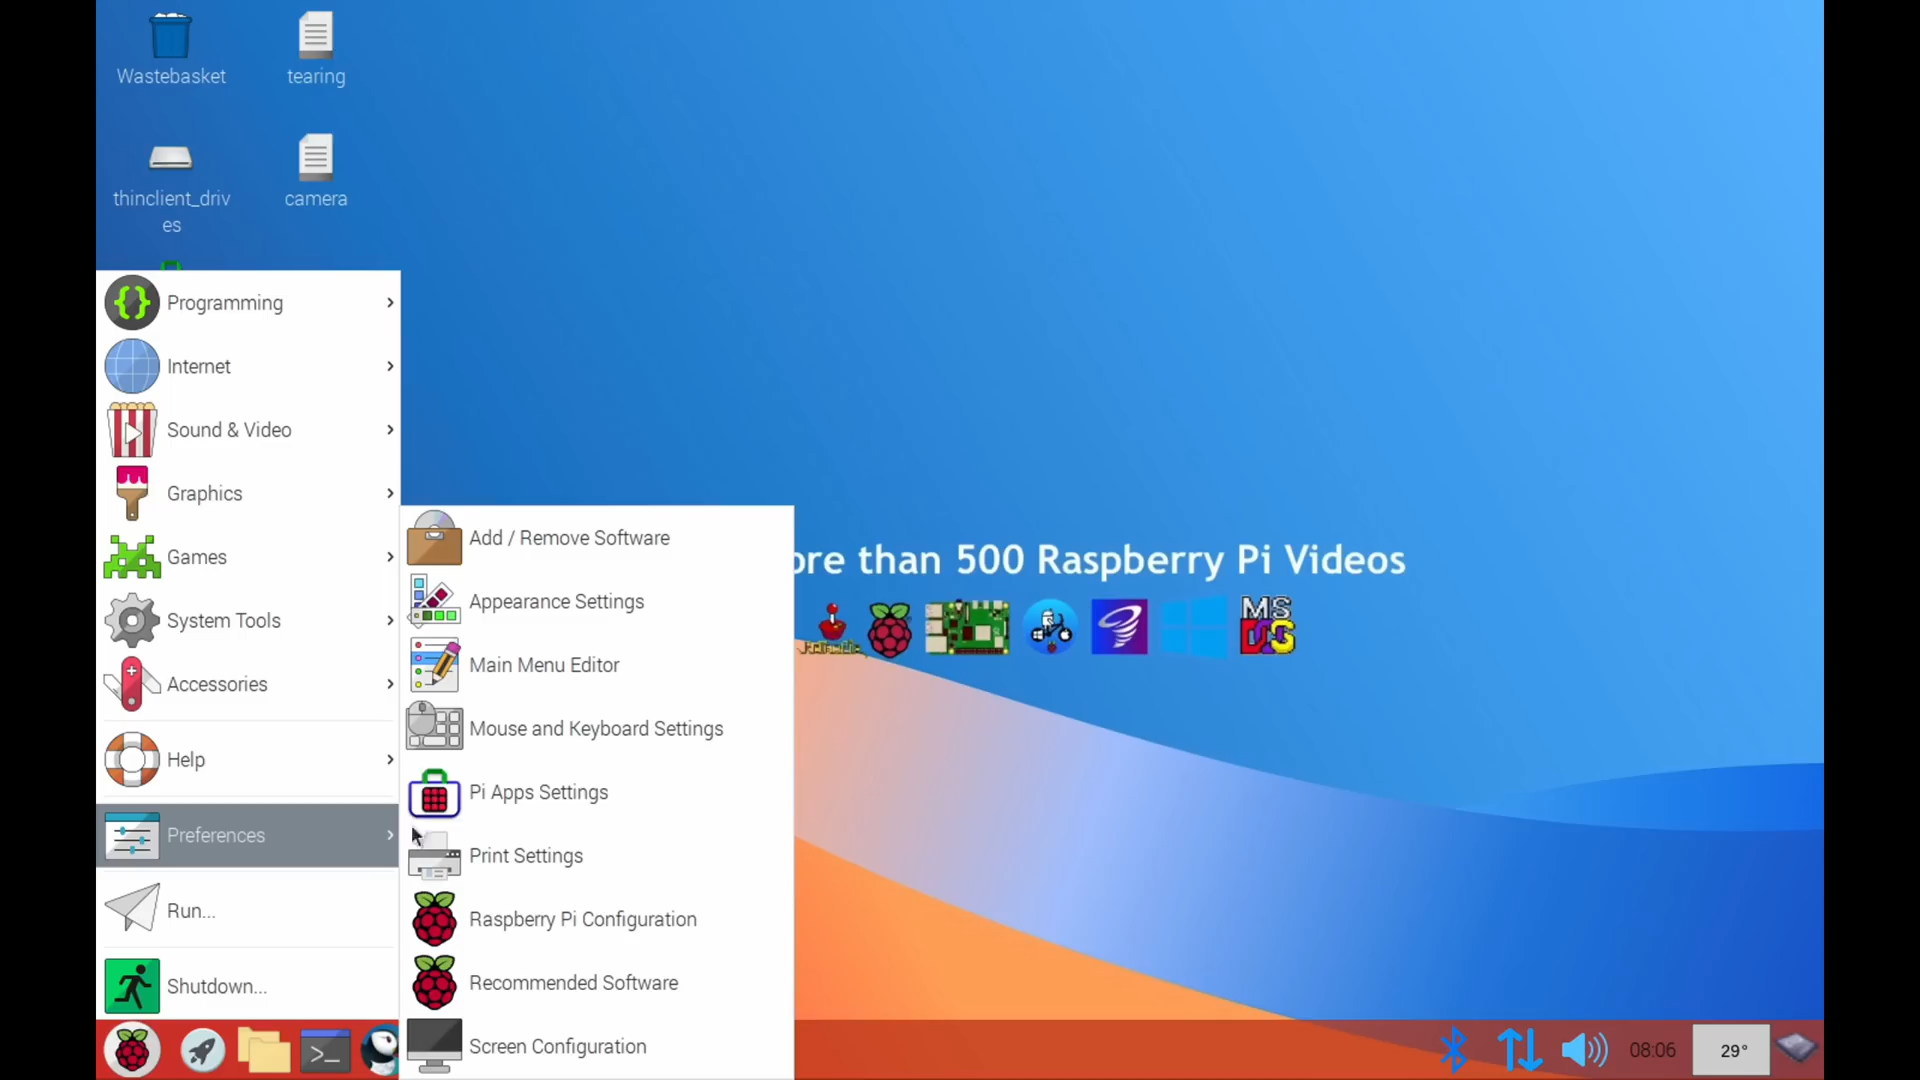 Wastebasket
tearing
thinclient_driv
es
camera
Programming
Internet
Sound & Video
Graphics
Games
System Tools
Accessories
Help
Preferences
Run...
Shutdown...
Add / Remove Software
Appearance Settings
Main Menu Editor
Mouse and Keyboard Settings
Pi Apps Settings
Print Settings
Raspberry Pi Configuration
Recommended Software
Screen Configuration
ore than 500 Raspberry Pi Videos
MS
DOS
08:06
29°